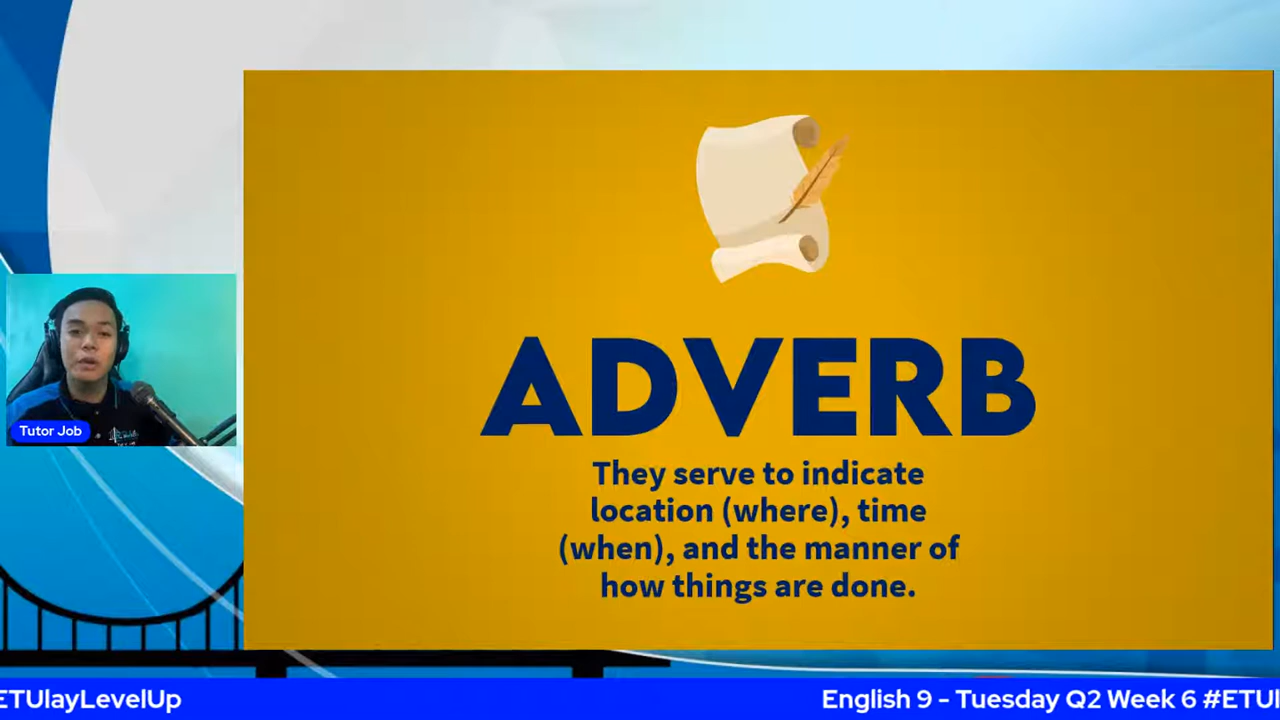 ADVERB
They serve to indicate
location (where), time
(when), and the manner of
how things are done.
Tutor Job
ETUlayLevelUp
English 9 - Tuesday Q2 Week 6 #ETUl